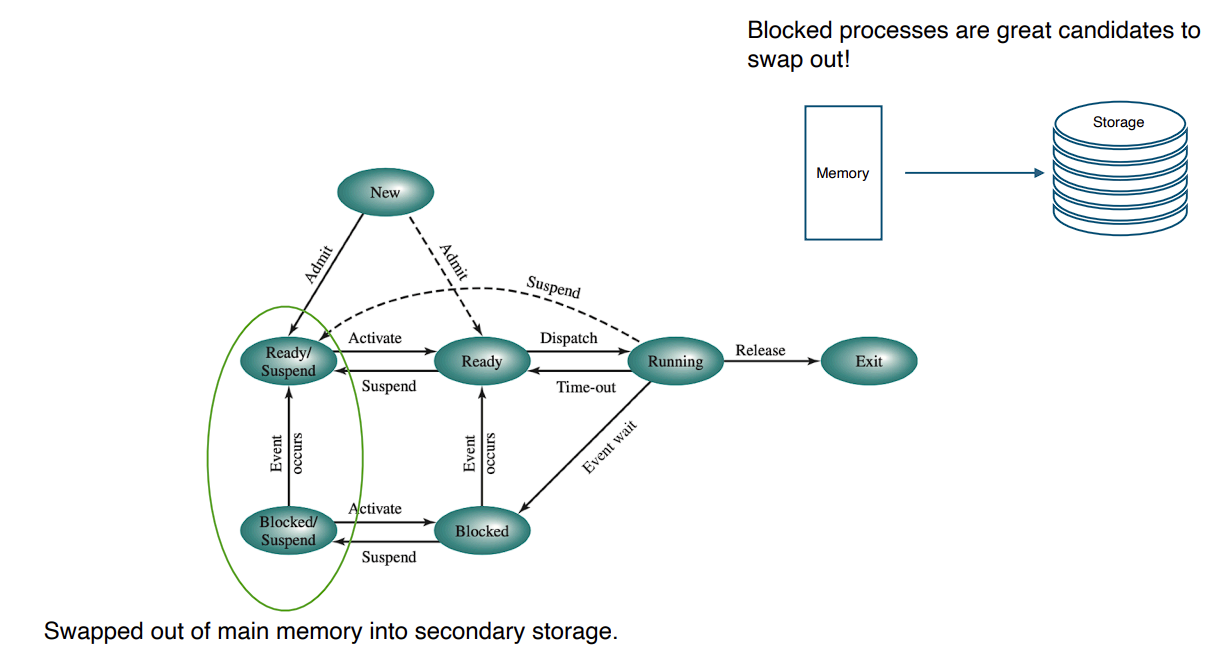 Blocked processes are great candidates to
swap out!
Storage
Memory
New
Admit
Admit
Suspend
Ready/
Suspend
Activate
Suspend
Ready
Dispatch
Time-out
Running
Release
Exit
Event
occurs
Event
occurs
Event wait
Blocked/
Suspend
Activate
Suspend
Blocked
Swapped out of main memory into secondary storage.